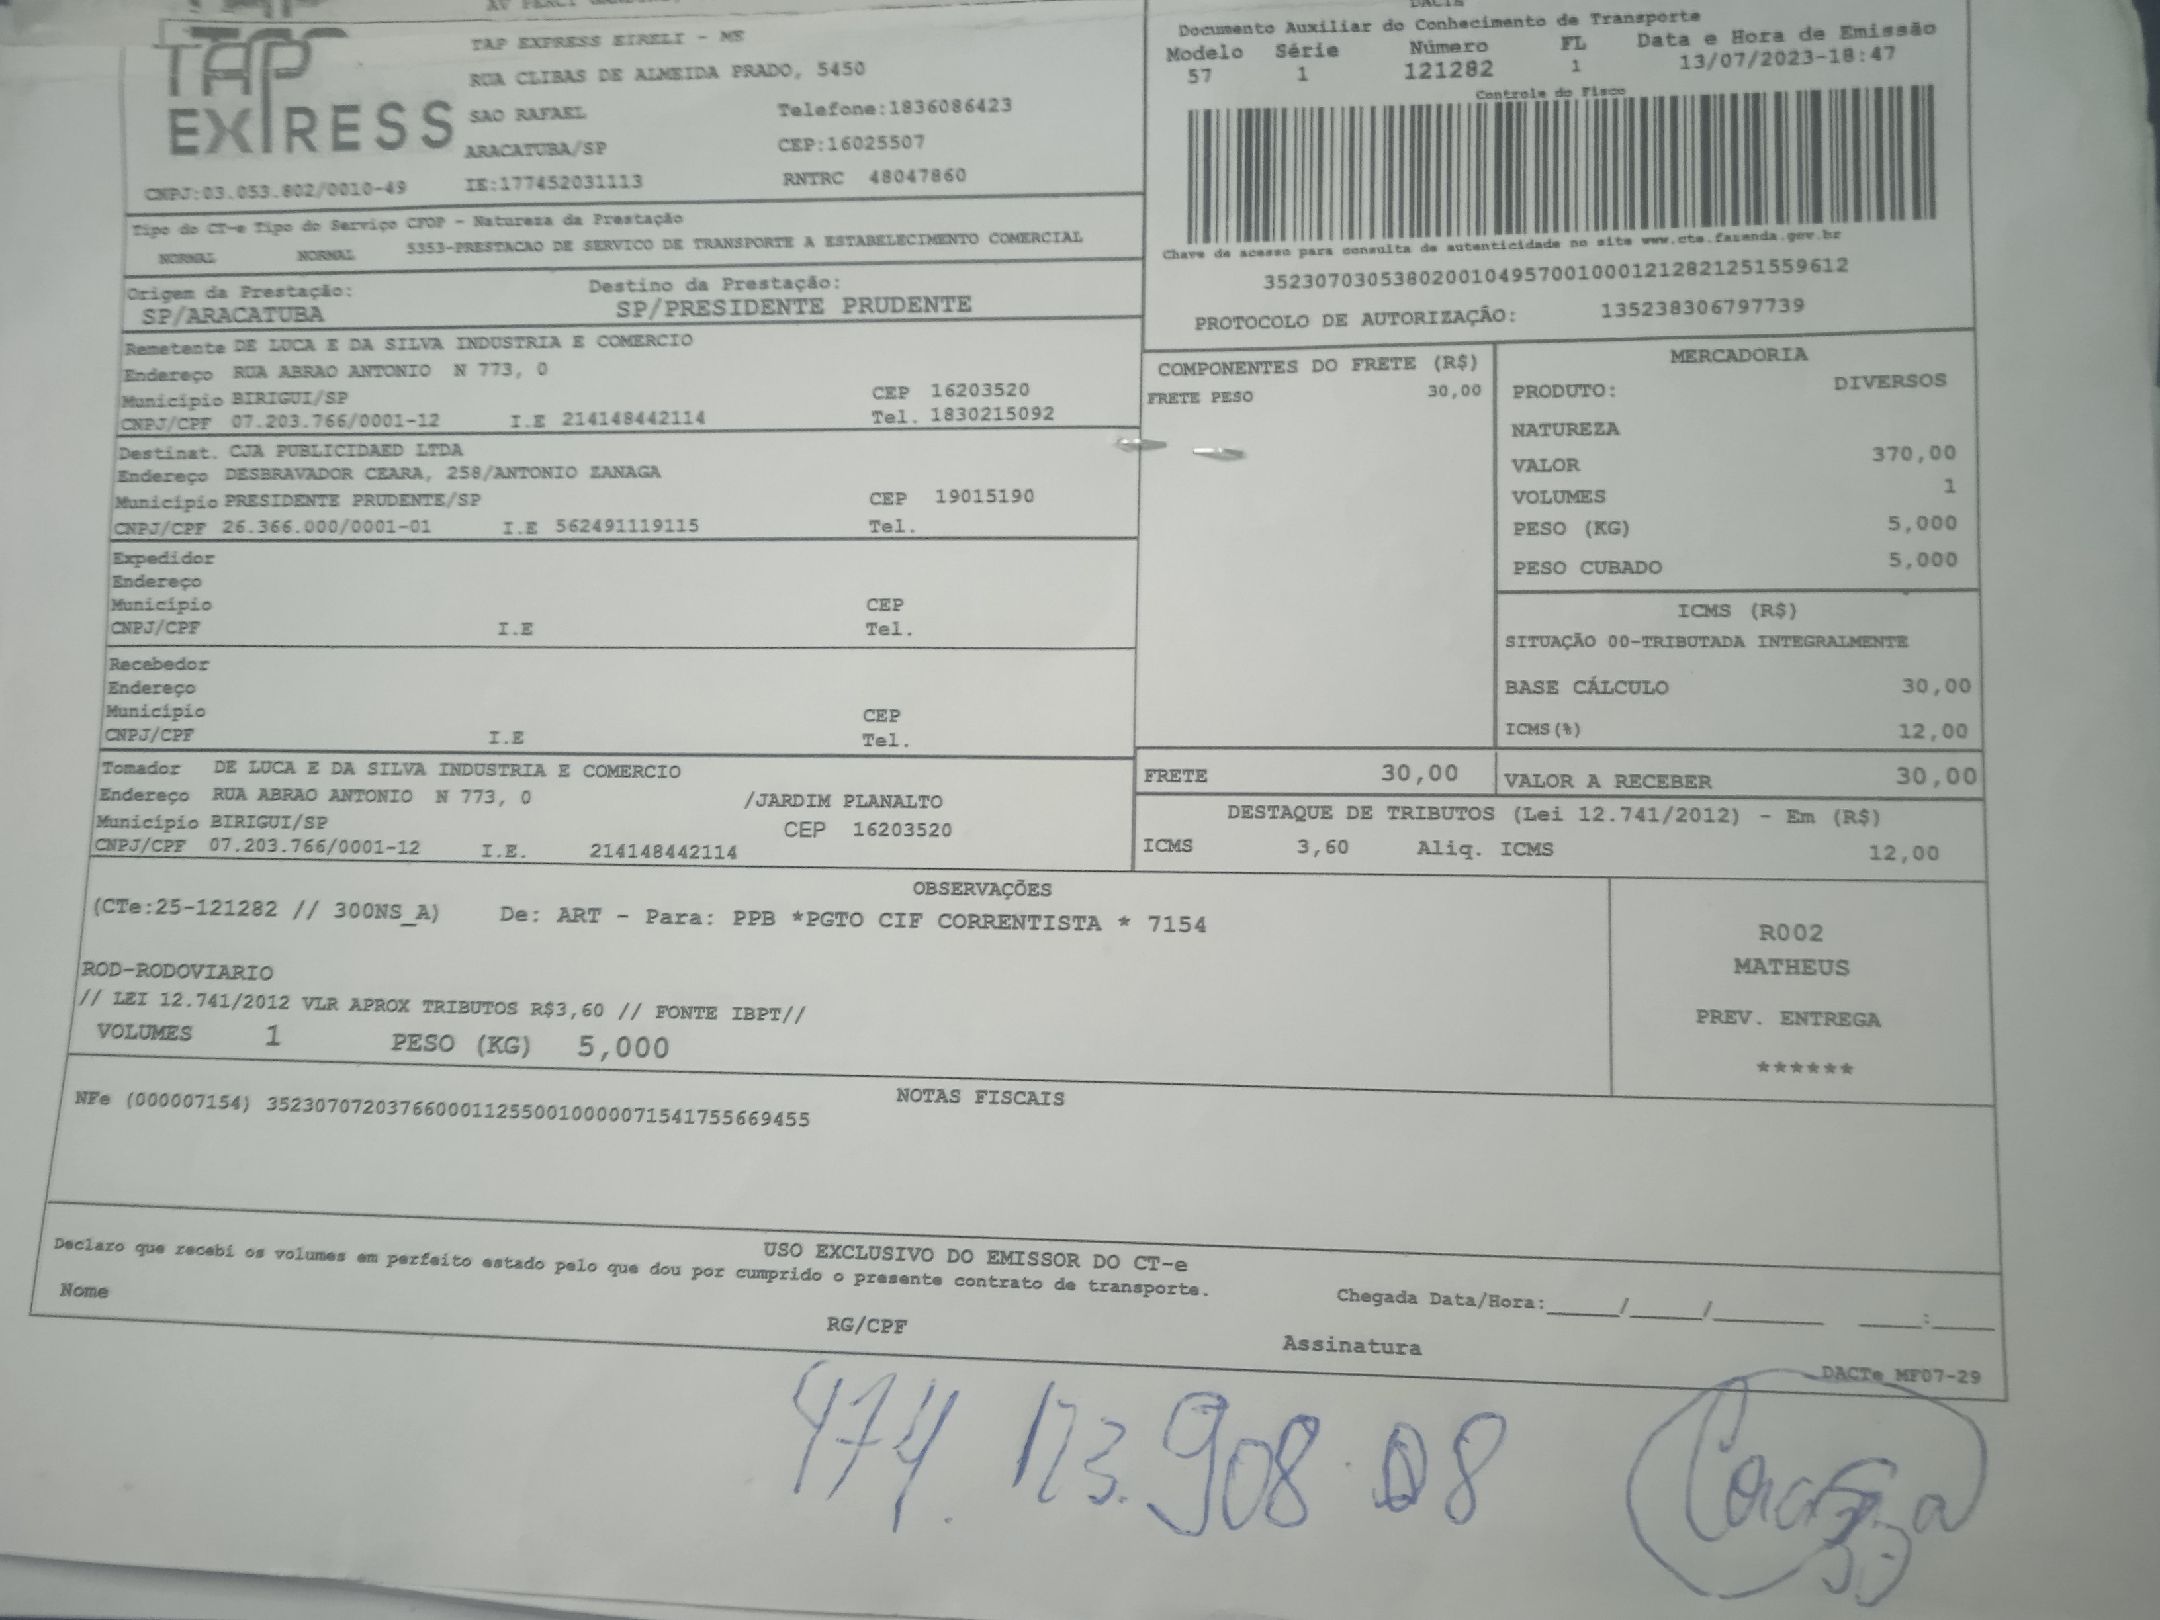 TAP
EXPRESS
TAP EXPRESS EIRELI - ME
RUA CLIBAS DE ALMEIDA PRADO, 5450
SAO RAFAEL Telefone:1836086423
ARACATUBA/SP CEP:16025507
CNPJ:03.053.802/0010-49 IE:177452031113 RNTRC 48047860
DACTE
Documento Auxiliar do Conhecimento de Transporte
Modelo Série Número FL Data e Hora de Emissão
57 1 121282 1 13/07/2023-18:47
Controle do Fisco
Chave de acesso para consulta de autenticidade no site www.cte.fazenda.gov.br
35230703053802001049570010001212821251559612
PROTOCOLO DE AUTORIZAÇÃO: 135238306797739
Tipo do CT-e Tipo do Serviço CFOP - Natureza da Prestação
NORMAL NORMAL 5353-PRESTACAO DE SERVICO DE TRANSPORTE A ESTABELECIMENTO COMERCIAL
Origem da Prestação: Destino da Prestação:
SP/ARACATUBA SP/PRESIDENTE PRUDENTE
Remetente DE LUCA E DA SILVA INDUSTRIA E COMERCIO
Endereço RUA ABRAO ANTONIO N 773, 0
Município BIRIGUI/SP CEP 16203520
CNPJ/CPF 07.203.766/0001-12 I.E 214148442114 Tel. 1830215092
Destinat. CJA PUBLICIDAED LTDA
Endereço DESBRAVADOR CEARA, 258/ANTONIO ZANAGA
Município PRESIDENTE PRUDENTE/SP CEP 19015190
CNPJ/CPF 26.366.000/0001-01 I.E 562491119115 Tel.
Expedidor
Endereço
Município CEP
CNPJ/CPF I.E Tel.
Recebedor
Endereço
Município CEP
CNPJ/CPF I.E Tel.
Tomador DE LUCA E DA SILVA INDUSTRIA E COMERCIO
Endereço RUA ABRAO ANTONIO N 773, 0 /JARDIM PLANALTO
Município BIRIGUI/SP CEP 16203520
CNPJ/CPF 07.203.766/0001-12 I.E. 214148442114
COMPONENTES DO FRETE (R$)
FRETE PESO 30,00
MERCADORIA
PRODUTO: DIVERSOS
NATUREZA
VALOR 370,00
VOLUMES 1
PESO (KG) 5,000
PESO CUBADO 5,000
ICMS (R$)
SITUAÇÃO 00-TRIBUTADA INTEGRALMENTE
BASE CÁLCULO 30,00
ICMS(%) 12,00
FRETE 30,00 VALOR A RECEBER 30,00
DESTAQUE DE TRIBUTOS (Lei 12.741/2012) - Em (R$)
ICMS 3,60 Aliq. ICMS 12,00
OBSERVAÇÕES
(CTe:25-121282 // 300NS_A) De: ART - Para: PPB *PGTO CIF CORRENTISTA * 7154
ROD-RODOVIARIO
// LEI 12.741/2012 VLR APROX TRIBUTOS R$3,60 // FONTE IBPT//
VOLUMES 1 PESO (KG) 5,000
R002
MATHEUS
PREV. ENTREGA
******
NOTAS FISCAIS
NFe (000007154) 35230707203766000112550010000071541755669455
USO EXCLUSIVO DO EMISSOR DO CT-e
Declaro que recebi os volumes em perfeito estado pelo que dou por cumprido o presente contrato de transporte.
Nome RG/CPF Assinatura Chegada Data/Hora:_____/_____/________ _____:_____
DACTe MF07-29
474.123.908.08